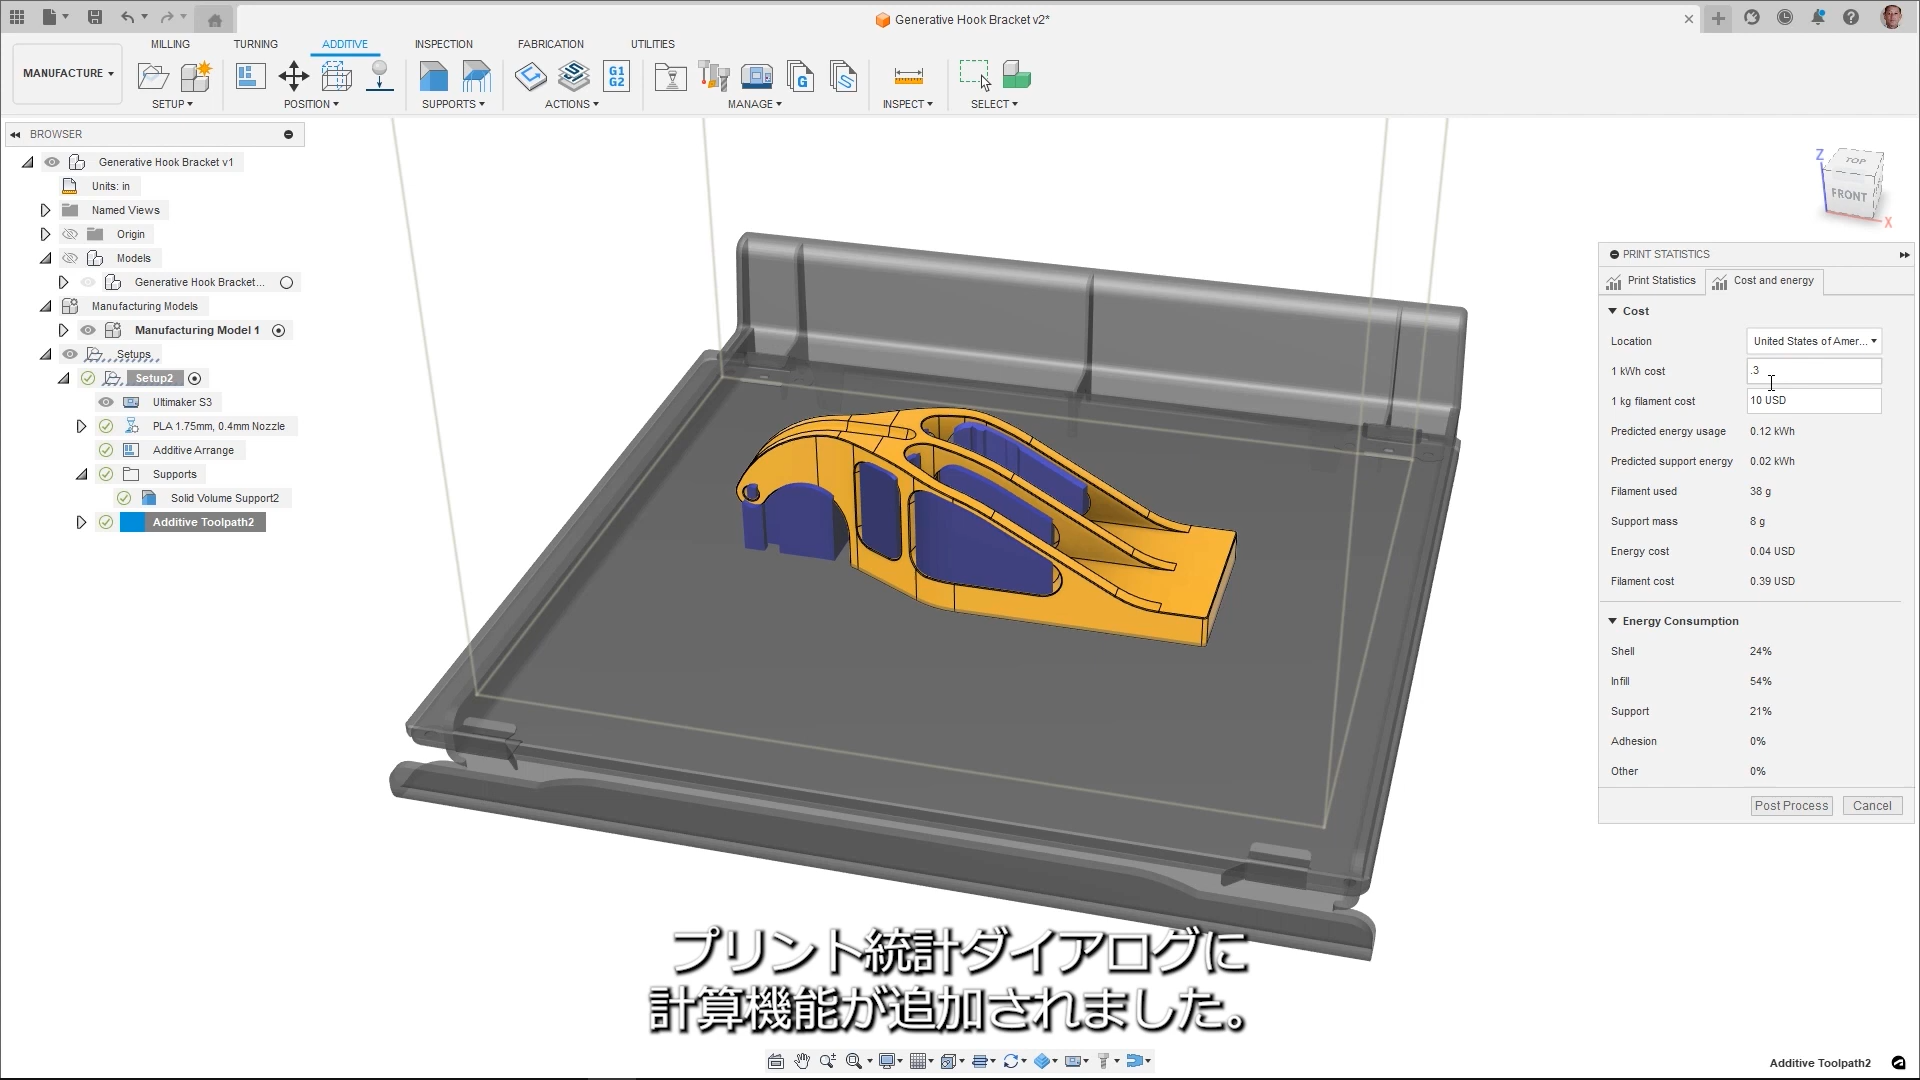 Generative Hook Bracket v2*
MANUFACTURE
MILLING
TURNING
ADDITIVE
INSPECTION
FABRICATION
UTILITIES
G1
G2
G
S
SETUP
POSITION
SUPPORTS
ACTIONS
MANAGE
INSPECT
SELECT
BROWSER
Generative Hook Bracket v1
Units: in
Named Views
Origin
Models
Generative Hook Bracket...
Manufacturing Models
Manufacturing Model 1
Setups
Setup2
Ultimaker S3
PLA 1.75mm, 0.4mm Nozzle
Additive Arrange
Supports
Solid Volume Support2
Additive Toolpath2
Z
TOP
FRONT
X
PRINT STATISTICS
Print Statistics
Cost and energy
Cost
Location United States of Amer...
1 kWh cost .3
1 kg filament cost 10 USD
Predicted energy usage 0.12 kWh
Predicted support energy 0.02 kWh
Filament used 38 g
Support mass 8 g
Energy cost 0.04 USD
Filament cost 0.39 USD
Energy Consumption
Shell 24%
Infill 54%
Support 21%
Adhesion 0%
Other 0%
Post Process
Cancel
プリント統計ダイアログに
計算機能が追加されました。
Additive Toolpath2